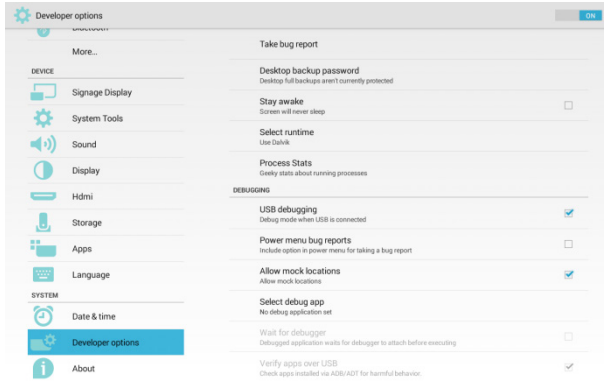 Developer options
ON
Bluetooth
More...
DEVICE
Signage Display
System Tools
Sound
Display
Hdmi
Storage
Apps
Language
SYSTEM
Date & time
Developer options
About
Take bug report
Desktop backup password
Desktop full backups aren't currently protected
Stay awake
Screen will never sleep
Select runtime
Use Dalvik
Process Stats
Geeky stats about running processes
DEBUGGING
USB debugging
Debug mode when USB is connected
Power menu bug reports
Include option in power menu for taking a bug report
Allow mock locations
Allow mock locations
Select debug app
No debug application set
Wait for debugger
Debugged application waits for debugger to attach before executing
Verify apps over USB
Check apps installed via ADB/ADT for harmful behavior.